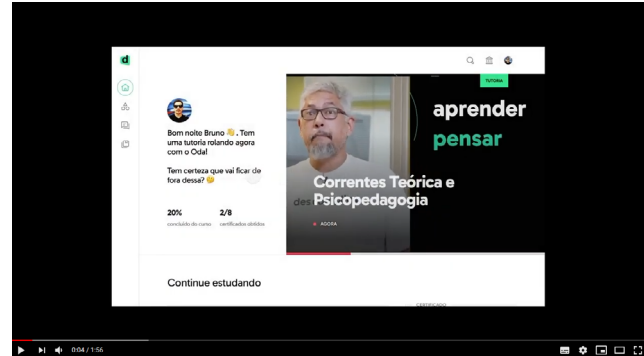 d
TUTORIA
aprender
pensar
Bom noite Bruno 👋 . Tem
uma tutoria rolando agora
com o Oda!
Tem certeza que vai ficar de
fora dessa? 🤔
Correntes Teórica e
Psicopedagogia
AGORA
20%
concluído do curso
2/8
certificados obtidos
Continue estudando
CERTIFICADO
0:04 / 1:56